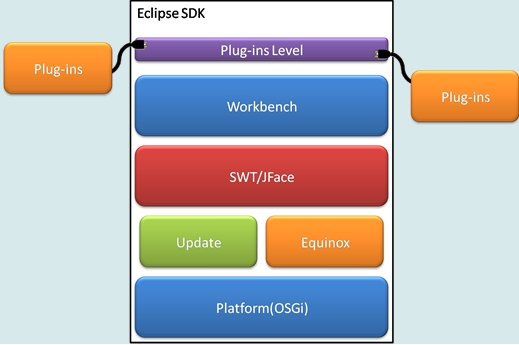 Eclipse SDK
Plug-ins Level
Plug-ins
Plug-ins
Workbench
SWT/JFace
Update
Equinox
Platform(OSGi)